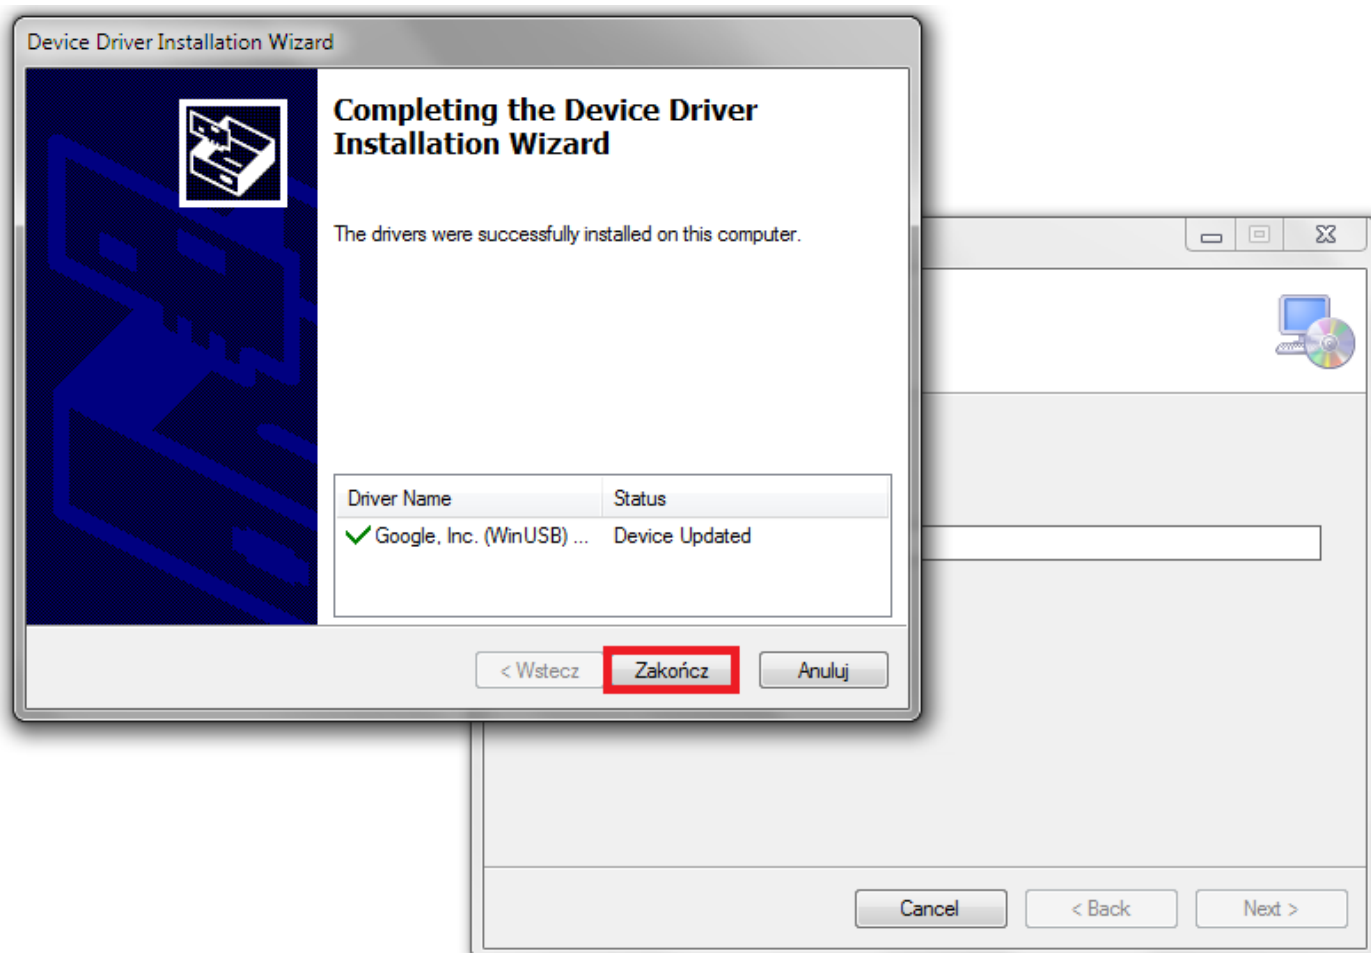 Device Driver Installation Wizard
Completing the Device Driver
Installation Wizard
The drivers were successfully installed on this computer.
Driver Name Status
Google, Inc. (WinUSB) ... Device Updated
< Wstecz Zakończ Anuluj
Cancel < Back Next >